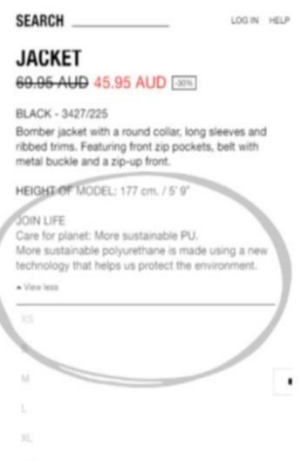 SEARCH
LOG IN HELP
JACKET
69.95 AUD 45.95 AUD -30%
BLACK - 3427/225
Bomber jacket with a round collar, long sleeves and
ribbed trims. Featuring front zip pockets, belt with
metal buckle and a zip-up front.
HEIGHT OF MODEL: 177 cm. / 5' 9"
JOIN LIFE
Care for planet: More sustainable PU.
More sustainable polyurethane is made using a new
technology that helps us protect the environment.
View less
XS
M
L
XL